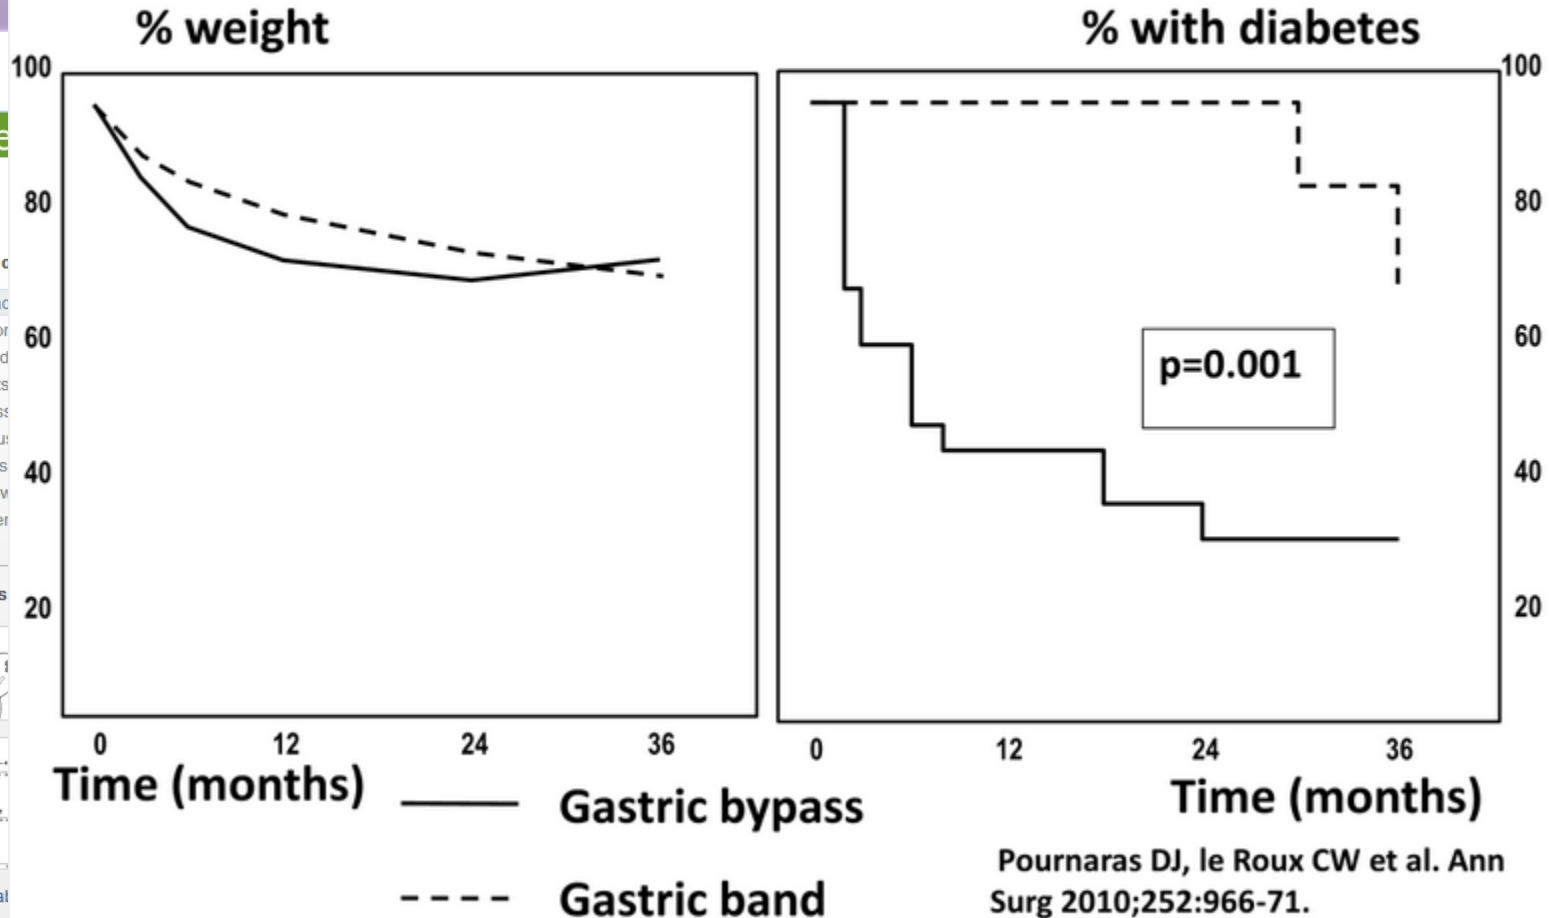 % weight
% with diabetes
100
80
60
40
20
0 12 24 36
Time (months)
100
80
60
40
20
p=0.001
0 12 24 36
Time (months)
Gastric bypass
Gastric band
Pournaras DJ, le Roux CW et al. Ann
Surg 2010;252:966-71.